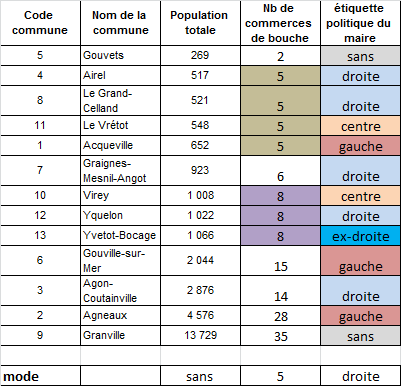 Code commune Nom de la commune Population totale Nb de commerces de bouche étiquette politique du maire
5 Gouvets 269 2 sans
4 Airel 517 5 droite
8 Le Grand-Celland 521 5 droite
11 Le Vrétot 548 5 centre
1 Acqueville 652 5 gauche
7 Graignes-Mesnil-Angot 923 6 droite
10 Virey 1 008 8 centre
12 Yquelon 1 022 8 droite
13 Yvetot-Bocage 1 066 8 ex-droite
6 Gouville-sur-Mer 2 044 15 gauche
3 Agon-Coutainville 2 876 14 droite
2 Agneaux 4 576 28 gauche
9 Granville 13 729 35 sans
mode sans 5 droite